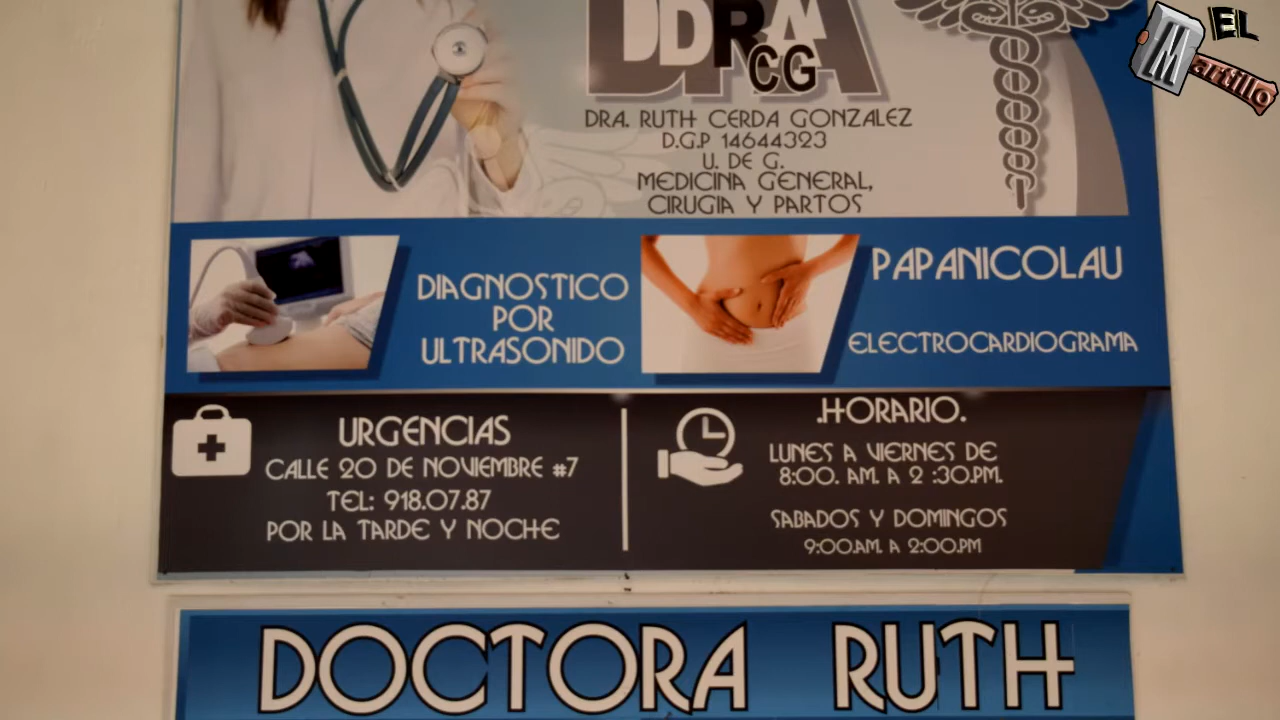 EL
Martillo
DRA
CG
DRA. RUTH CERDA GONZALEZ
D.G.P 14644323
U. DE G.
MEDICINA GENERAL,
CIRUGIA Y PARTOS
DIAGNOSTICO
POR
ULTRASONIDO
PAPANICOLAU
ELECTROCARDIOGRAMA
URGENCIAS
CALLE 20 DE NOVIEMBRE #7
TEL: 918.07.87
POR LA TARDE Y NOCHE
.HORARIO.
LUNES A VIERNES DE
8:00. AM. A 2 :30.PM.
SABADOS Y DOMINGOS
9:00.AM. A 2:00.PM
DOCTORA RUTH